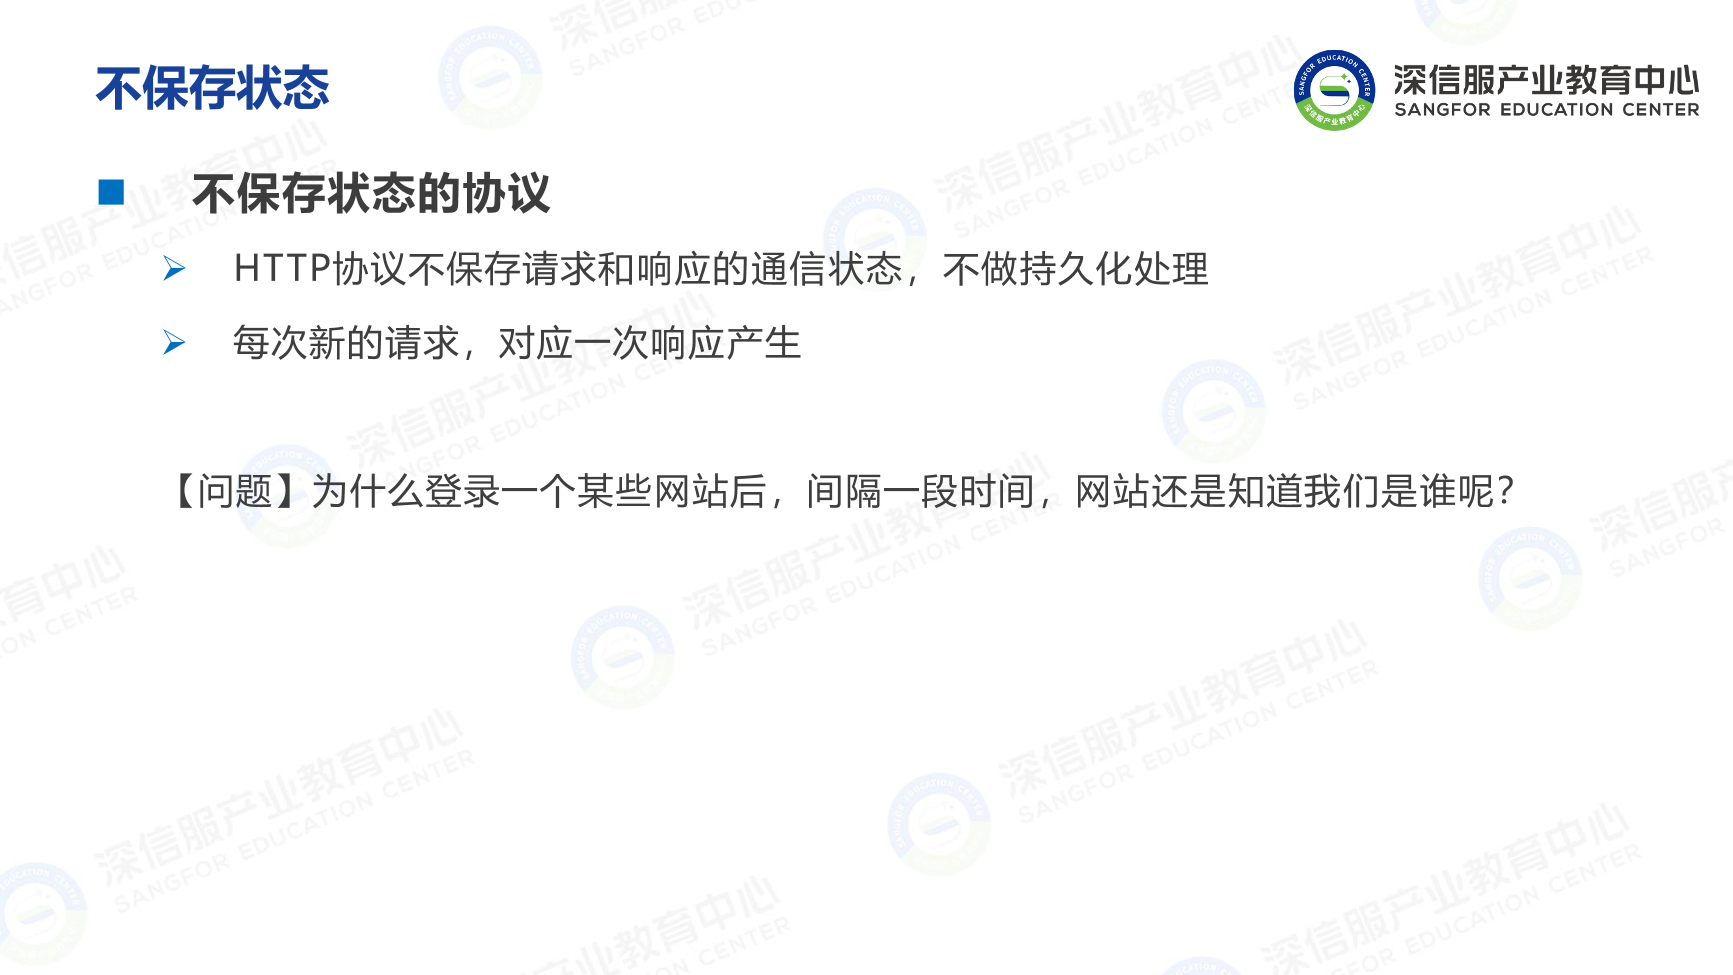 不保存状态
深信服产业教育中心
SANGFOR EDUCATION CENTER
不保存状态的协议
HTTP协议不保存请求和响应的通信状态，不做持久化处理
每次新的请求，对应一次响应产生
【问题】为什么登录一个某些网站后，间隔一段时间，网站还是知道我们是谁呢？